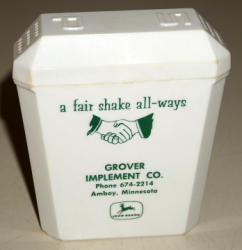 a fair shake all-ways
GROVER
IMPLEMENT CO.
Phone 674-2214
Amboy, Minnesota
JOHN DEERE